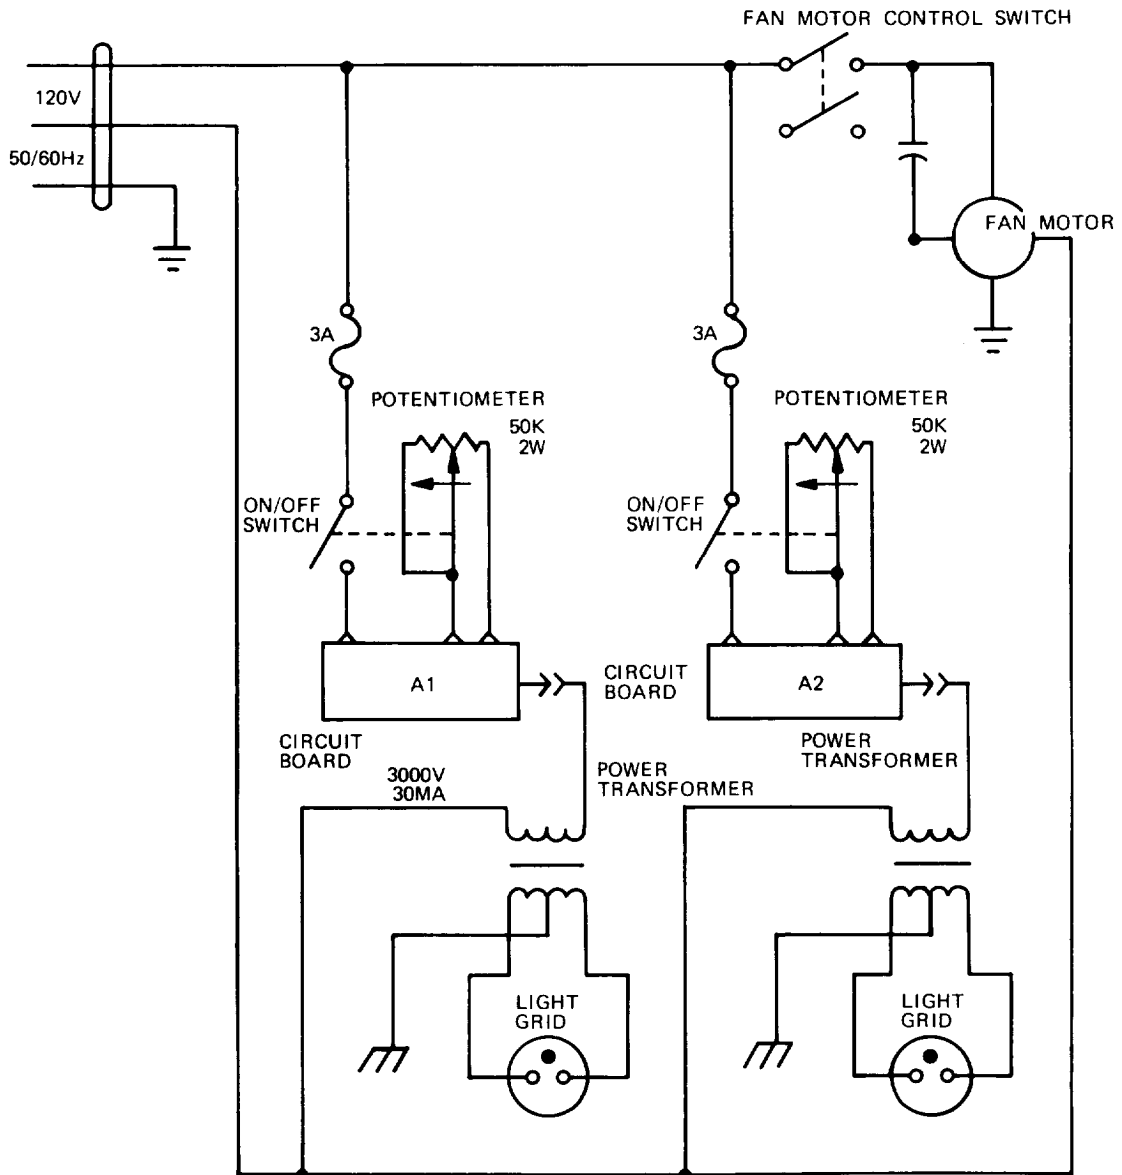 FAN MOTOR CONTROL SWITCH
120V
50/60Hz
FAN MOTOR
3A
3A
POTENTIOMETER
50K
2W
POTENTIOMETER
50K
2W
ON/OFF
SWITCH
ON/OFF
SWITCH
A1
CIRCUIT
BOARD
A2
CIRCUIT
BOARD
3000V
30MA
POWER
TRANSFORMER
POWER
TRANSFORMER
LIGHT
GRID
LIGHT
GRID